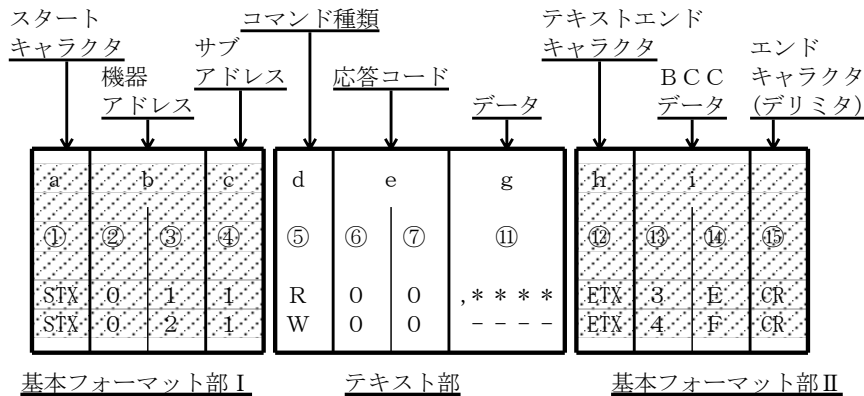 スタート
キャラクタ
機器
アドレス
サブ
アドレス
コマンド種類
応答コード
データ
テキストエンド
キャラクタ
ＢＣＣ
データ
エンド
キャラクタ
(デリミタ)
a b c d e g h i
① ② ③ ④ ⑤ ⑥ ⑦ ⑪ ⑫ ⑬ ⑭ ⑮
STX 0 1 1 R 0 0 ,**** ETX 3 E CR
STX 0 2 1 W 0 0 ---- ETX 4 F CR
基本フォーマット部Ⅰ テキスト部 基本フォーマット部Ⅱ